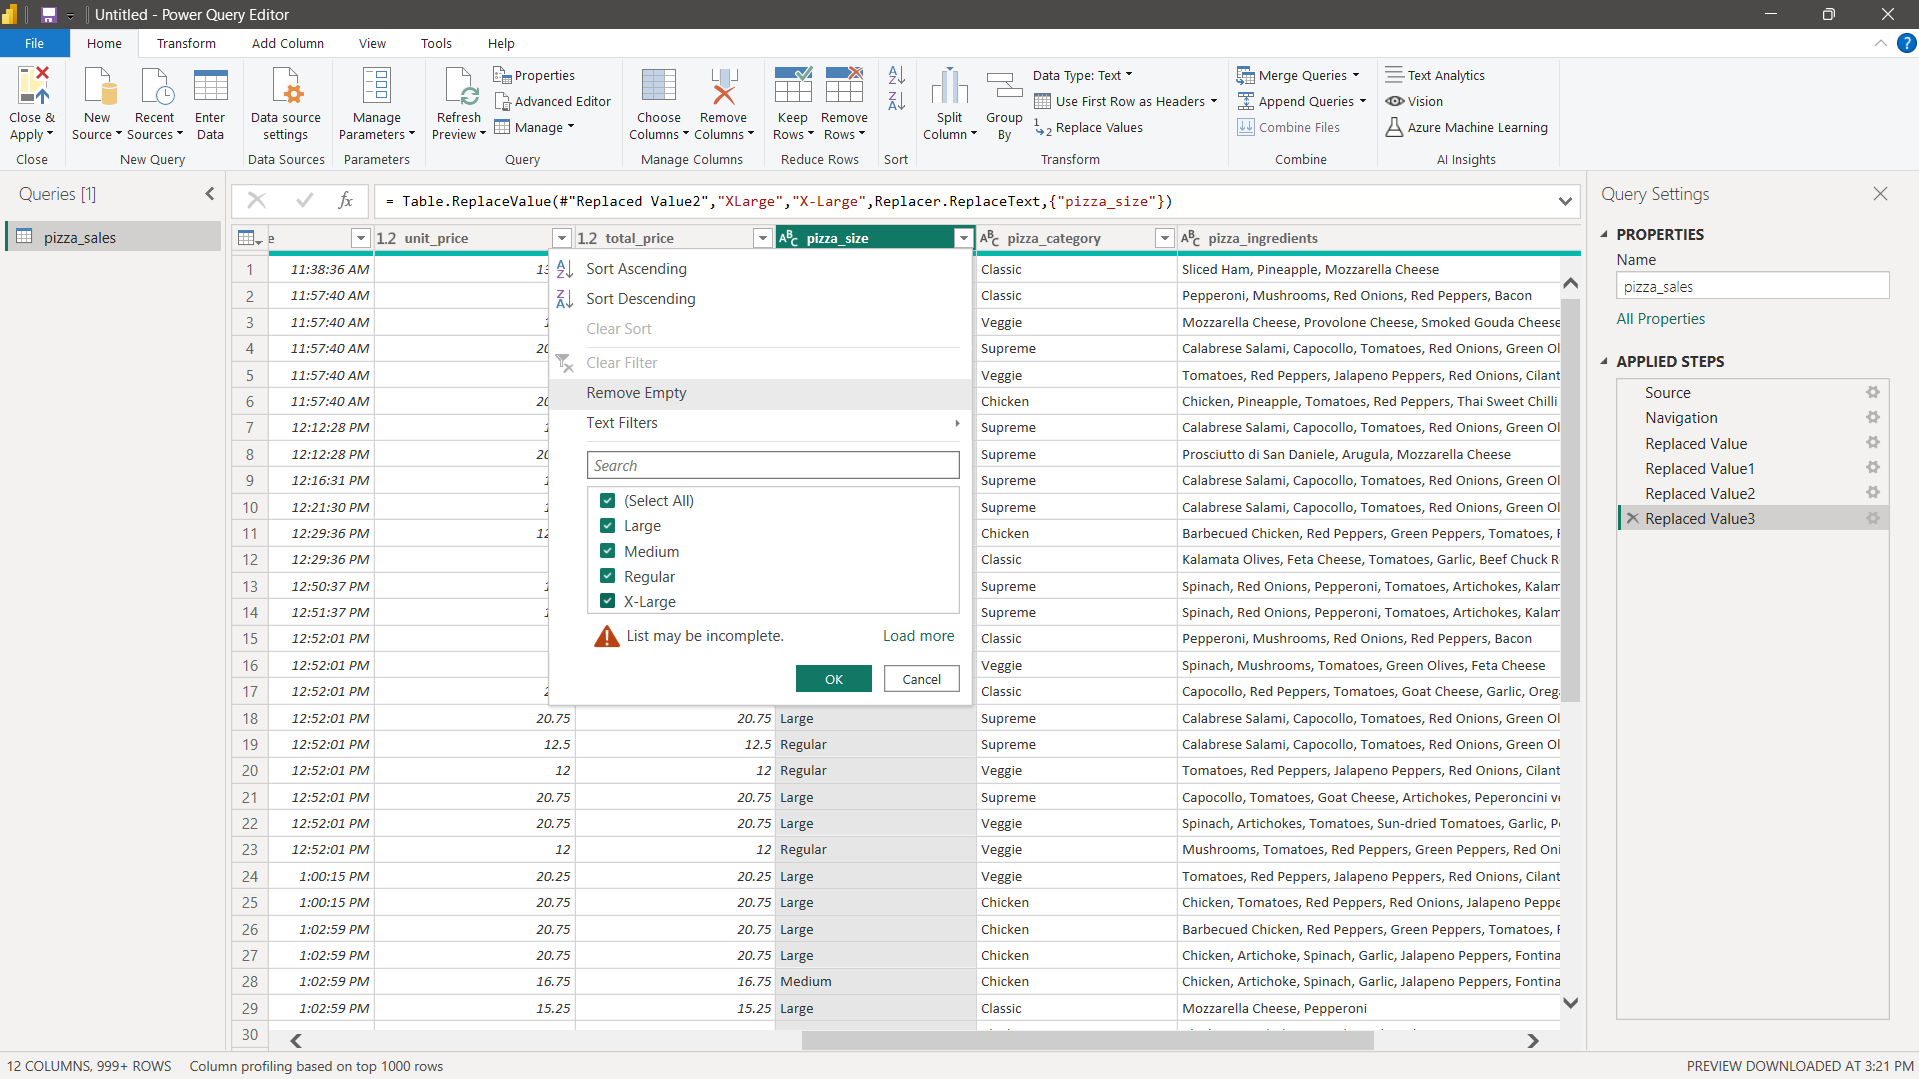 Untitled - Power Query Editor
File Home Transform Add Column View Tools Help
Close & Apply
Close
New Source
Recent Sources
Enter Data
New Query
Data source settings
Data Sources
Manage Parameters
Parameters
Refresh Preview
Properties
Advanced Editor
Manage
Query
Choose Columns
Remove Columns
Manage Columns
Keep Rows
Remove Rows
Reduce Rows
Sort
Split Column
Group By
Data Type: Text
Use First Row as Headers
Replace Values
Transform
Merge Queries
Append Queries
Combine Files
Combine
Text Analytics
Vision
Azure Machine Learning
AI Insights
Queries [1]
pizza_sales
= Table.ReplaceValue(#"Replaced Value2","XLarge","X-Large",Replacer.ReplaceText,{"pizza_size"})
e 1.2 unit_price 1.2 total_price ABC pizza_size ABC pizza_category ABC pizza_ingredients
1 11:38:36 AM Classic Sliced Ham, Pineapple, Mozzarella Cheese
2 11:57:40 AM Classic Pepperoni, Mushrooms, Red Onions, Red Peppers, Bacon
3 11:57:40 AM Veggie Mozzarella Cheese, Provolone Cheese, Smoked Gouda Cheese
4 11:57:40 AM 20 Supreme Calabrese Salami, Capocollo, Tomatoes, Red Onions, Green Ol
5 11:57:40 AM Veggie Tomatoes, Red Peppers, Jalapeno Peppers, Red Onions, Cilant
6 11:57:40 AM 20 Chicken Chicken, Pineapple, Tomatoes, Red Peppers, Thai Sweet Chilli
7 12:12:28 PM Supreme Calabrese Salami, Capocollo, Tomatoes, Red Onions, Green Ol
8 12:12:28 PM 20 Supreme Prosciutto di San Daniele, Arugula, Mozzarella Cheese
9 12:16:31 PM Supreme Calabrese Salami, Capocollo, Tomatoes, Red Onions, Green Ol
10 12:21:30 PM Supreme Calabrese Salami, Capocollo, Tomatoes, Red Onions, Green Ol
11 12:29:36 PM 12 Chicken Barbecued Chicken, Red Peppers, Green Peppers, Tomatoes, F
12 12:29:36 PM Classic Kalamata Olives, Feta Cheese, Tomatoes, Garlic, Beef Chuck R
13 12:50:37 PM Supreme Spinach, Red Onions, Pepperoni, Tomatoes, Artichokes, Kalam
14 12:51:37 PM Supreme Spinach, Red Onions, Pepperoni, Tomatoes, Artichokes, Kalam
15 12:52:01 PM Classic Pepperoni, Mushrooms, Red Onions, Red Peppers, Bacon
16 12:52:01 PM Veggie Spinach, Mushrooms, Tomatoes, Green Olives, Feta Cheese
17 12:52:01 PM Classic Capocollo, Red Peppers, Tomatoes, Goat Cheese, Garlic, Oreg
18 12:52:01 PM 20.75 20.75 Large Supreme Calabrese Salami, Capocollo, Tomatoes, Red Onions, Green Ol
19 12:52:01 PM 12.5 12.5 Regular Supreme Calabrese Salami, Capocollo, Tomatoes, Red Onions, Green Ol
20 12:52:01 PM 12 12 Regular Veggie Tomatoes, Red Peppers, Jalapeno Peppers, Red Onions, Cilant
21 12:52:01 PM 20.75 20.75 Large Supreme Capocollo, Tomatoes, Goat Cheese, Artichokes, Peperoncini ve
22 12:52:01 PM 20.75 20.75 Large Veggie Spinach, Artichokes, Tomatoes, Sun-dried Tomatoes, Garlic, P
23 12:52:01 PM 12 12 Regular Veggie Mushrooms, Tomatoes, Red Peppers, Green Peppers, Red Oni
24 1:00:15 PM 20.25 20.25 Large Veggie Tomatoes, Red Peppers, Jalapeno Peppers, Red Onions, Cilant
25 1:00:15 PM 20.75 20.75 Large Chicken Chicken, Tomatoes, Red Peppers, Red Onions, Jalapeno Peppe
26 1:02:59 PM 20.75 20.75 Large Chicken Barbecued Chicken, Red Peppers, Green Peppers, Tomatoes, F
27 1:02:59 PM 20.75 20.75 Large Chicken Chicken, Artichoke, Spinach, Garlic, Jalapeno Peppers, Fontina
28 1:02:59 PM 16.75 16.75 Medium Chicken Chicken, Artichoke, Spinach, Garlic, Jalapeno Peppers, Fontina
29 1:02:59 PM 15.25 15.25 Large Classic Mozzarella Cheese, Pepperoni
30
Sort Ascending
Sort Descending
Clear Sort
Clear Filter
Remove Empty
Text Filters
Search
(Select All)
Large
Medium
Regular
X-Large
List may be incomplete. Load more
OK Cancel
Query Settings
PROPERTIES
Name
pizza_sales
All Properties
APPLIED STEPS
Source
Navigation
Replaced Value
Replaced Value1
Replaced Value2
Replaced Value3
12 COLUMNS, 999+ ROWS Column profiling based on top 1000 rows PREVIEW DOWNLOADED AT 3:21 PM